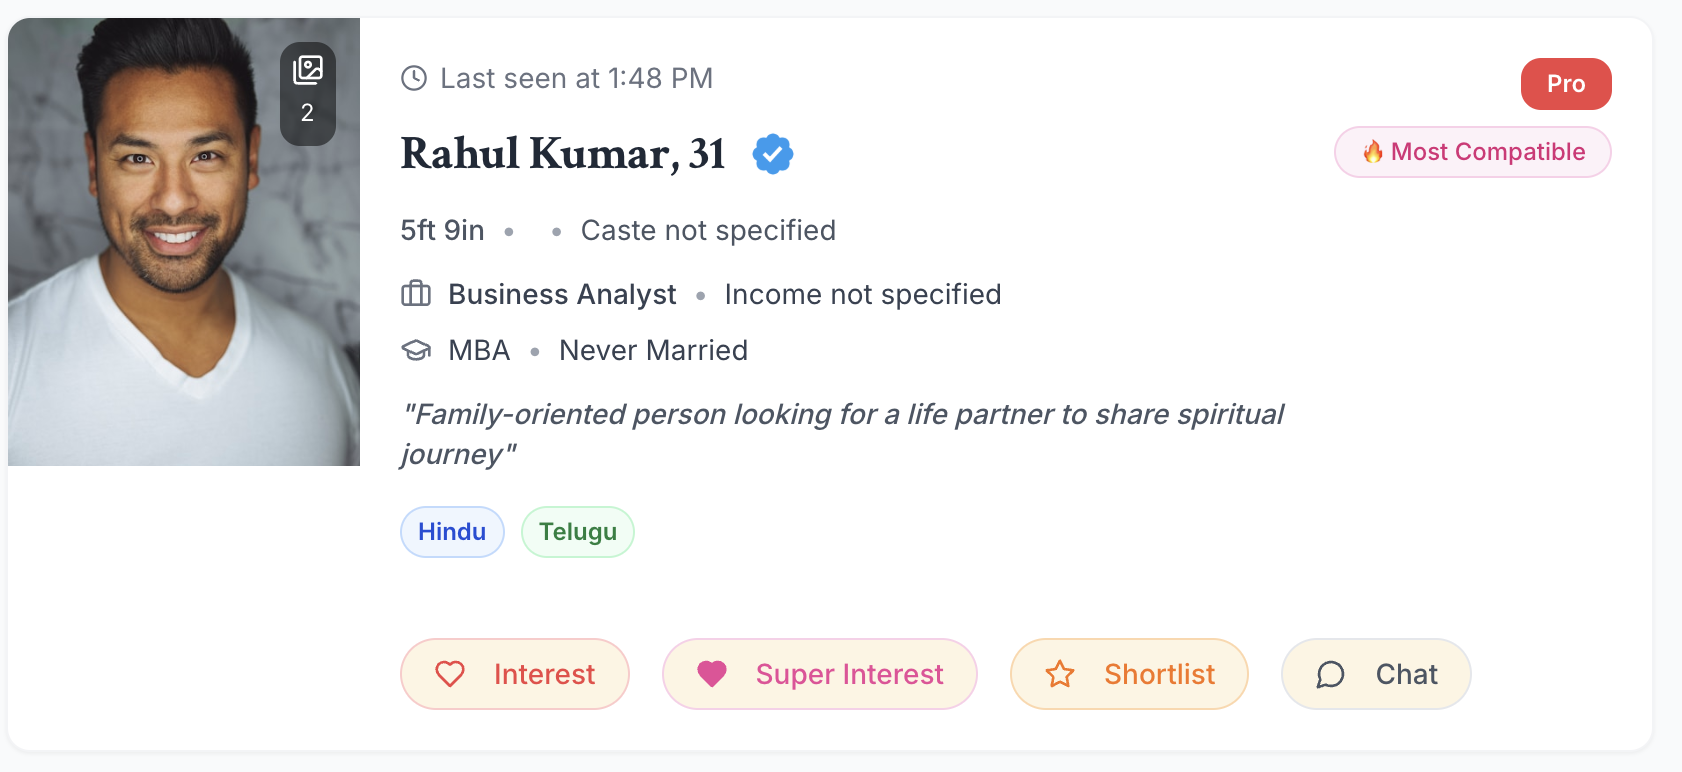 2
Last seen at 1:48 PM
Pro
Rahul Kumar, 31
🔥 Most Compatible
5ft 9in • • Caste not specified
Business Analyst • Income not specified
MBA • Never Married
"Family-oriented person looking for a life partner to share spiritual
journey"
Hindu Telugu
Interest Super Interest Shortlist Chat